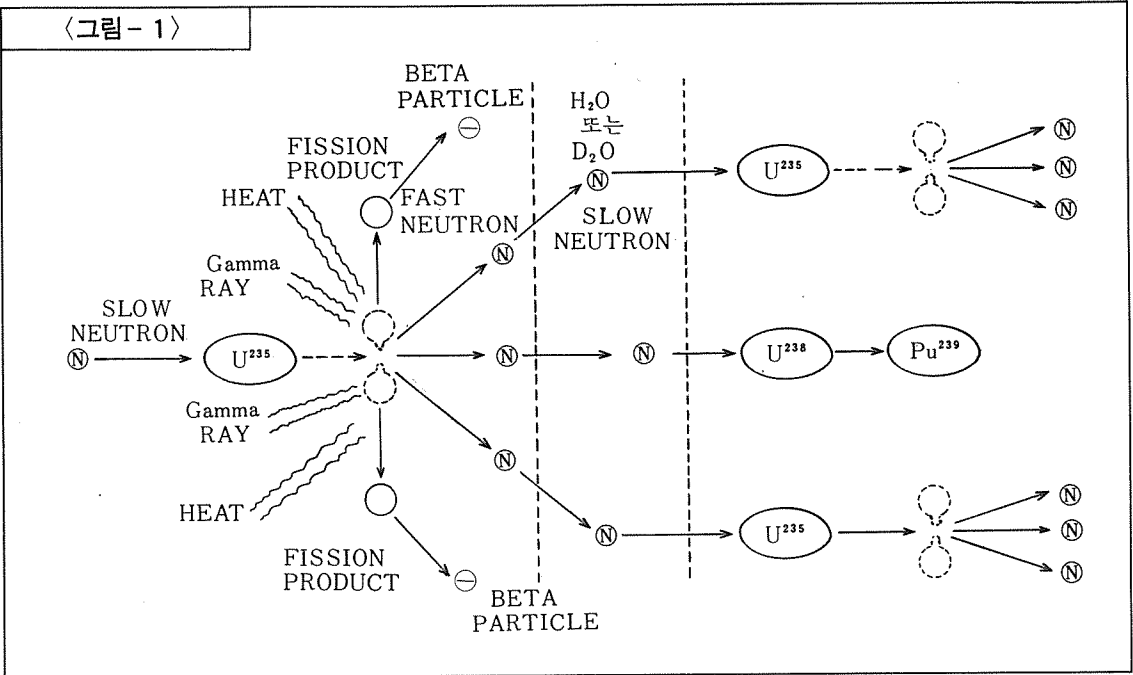 〈그림- 1〉
BETA
PARTICLE
⊖
H₂O
또는
D₂O
FISSION
PRODUCT
HEAT
FAST
NEUTRON
Ⓝ
Ⓝ
SLOW
NEUTRON
U²³⁵
Ⓝ
Ⓝ
Ⓝ
Gamma
RAY
SLOW
NEUTRON
Ⓝ
U²³⁵
Ⓝ
Ⓝ
U²³⁸
Pu²³⁹
Gamma
RAY
HEAT
Ⓝ
Ⓝ
U²³⁵
Ⓝ
Ⓝ
Ⓝ
FISSION
PRODUCT
⊖
BETA
PARTICLE